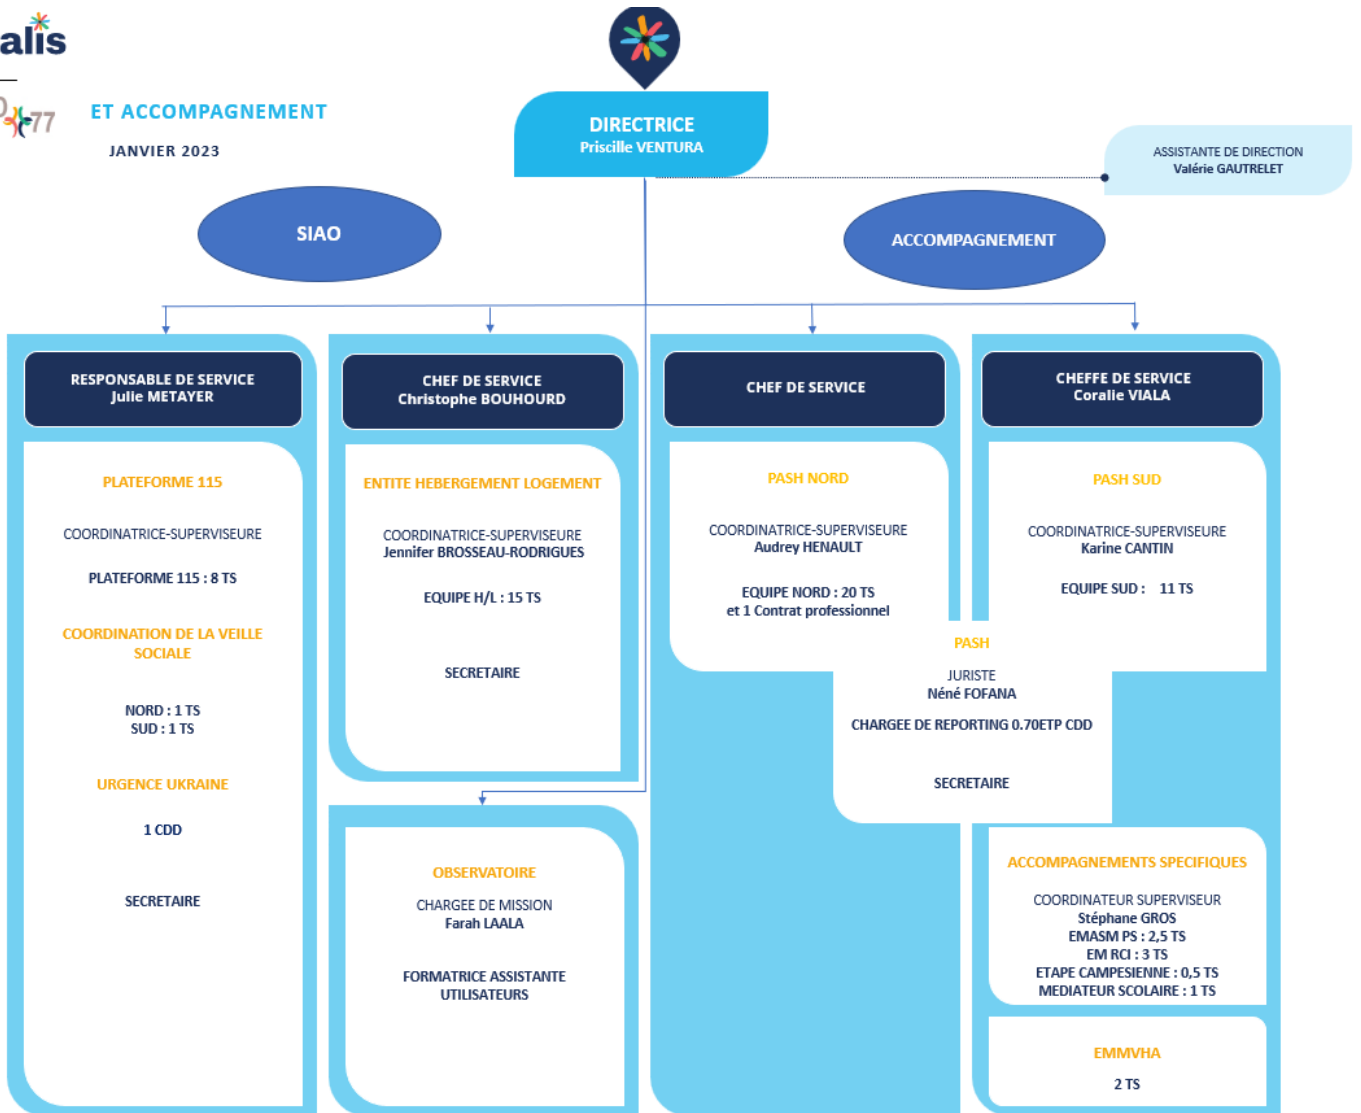 alis
77
ET ACCOMPAGNEMENT
JANVIER 2023
DIRECTRICE
Priscille VENTURA
ASSISTANTE DE DIRECTION
Valérie GAUTRELET
SIAO
ACCOMPAGNEMENT
RESPONSABLE DE SERVICE
Julie METAYER
PLATEFORME 115
COORDINATRICE-SUPERVISEURE
PLATEFORME 115 : 8 TS
COORDINATION DE LA VEILLE
SOCIALE
NORD : 1 TS
SUD : 1 TS
URGENCE UKRAINE
1 CDD
SECRETAIRE
CHEF DE SERVICE
Christophe BOUHOURD
ENTITE HEBERGEMENT LOGEMENT
COORDINATRICE-SUPERVISEURE
Jennifer BROSSEAU-RODRIGUES
EQUIPE H/L : 15 TS
SECRETAIRE
OBSERVATOIRE
CHARGEE DE MISSION
Farah LAALA
FORMATRICE ASSISTANTE
UTILISATEURS
CHEF DE SERVICE
PASH NORD
COORDINATRICE-SUPERVISEURE
Audrey HENAULT
EQUIPE NORD : 20 TS
et 1 Contrat professionnel
CHEFFE DE SERVICE
Coralie VIALA
PASH SUD
COORDINATRICE-SUPERVISEURE
Karine CANTIN
EQUIPE SUD : 11 TS
PASH
JURISTE
Néné FOFANA
CHARGEE DE REPORTING 0.70ETP CDD
SECRETAIRE
ACCOMPAGNEMENTS SPECIFIQUES
COORDINATEUR SUPERVISEUR
Stéphane GROS
EMASM PS : 2,5 TS
EM RCI : 3 TS
ETAPE CAMPESIENNE : 0,5 TS
MEDIATEUR SCOLAIRE : 1 TS
EMMVHA
2 TS